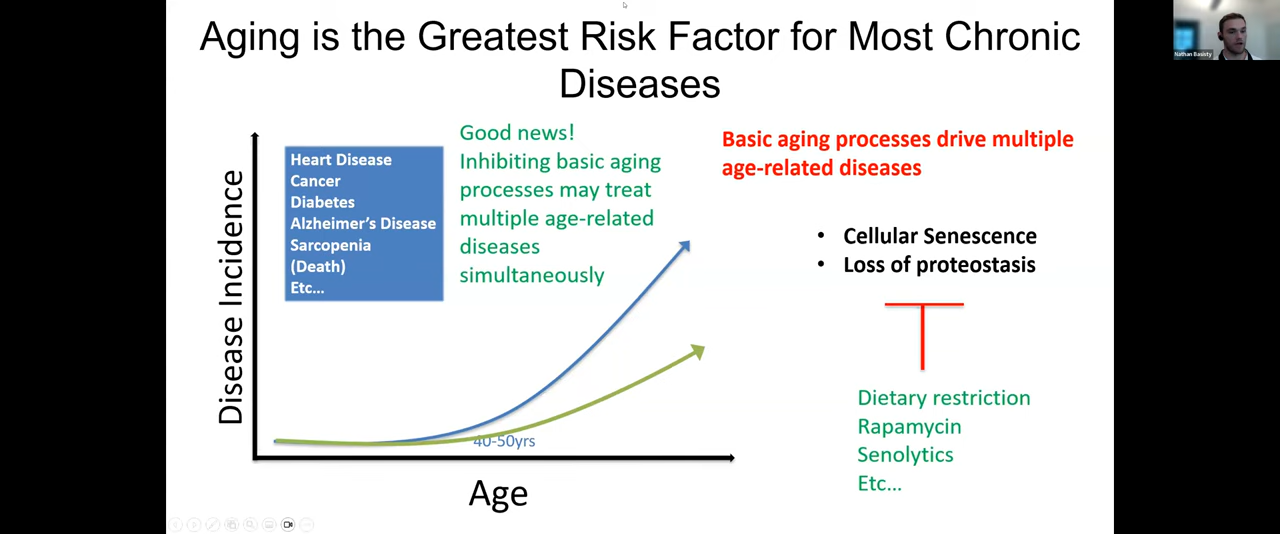 Aging is the Greatest Risk Factor for Most Chronic
Diseases
Nathan Basisty
Good news!
Inhibiting basic aging
processes may treat
multiple age-related
diseases
simultaneously
Basic aging processes drive multiple
age-related diseases
Heart Disease
Cancer
Diabetes
Alzheimer's Disease
Sarcopenia
(Death)
Etc...
• Cellular Senescence
• Loss of proteostasis
Disease Incidence
40-50yrs
Age
Dietary restriction
Rapamycin
Senolytics
Etc...